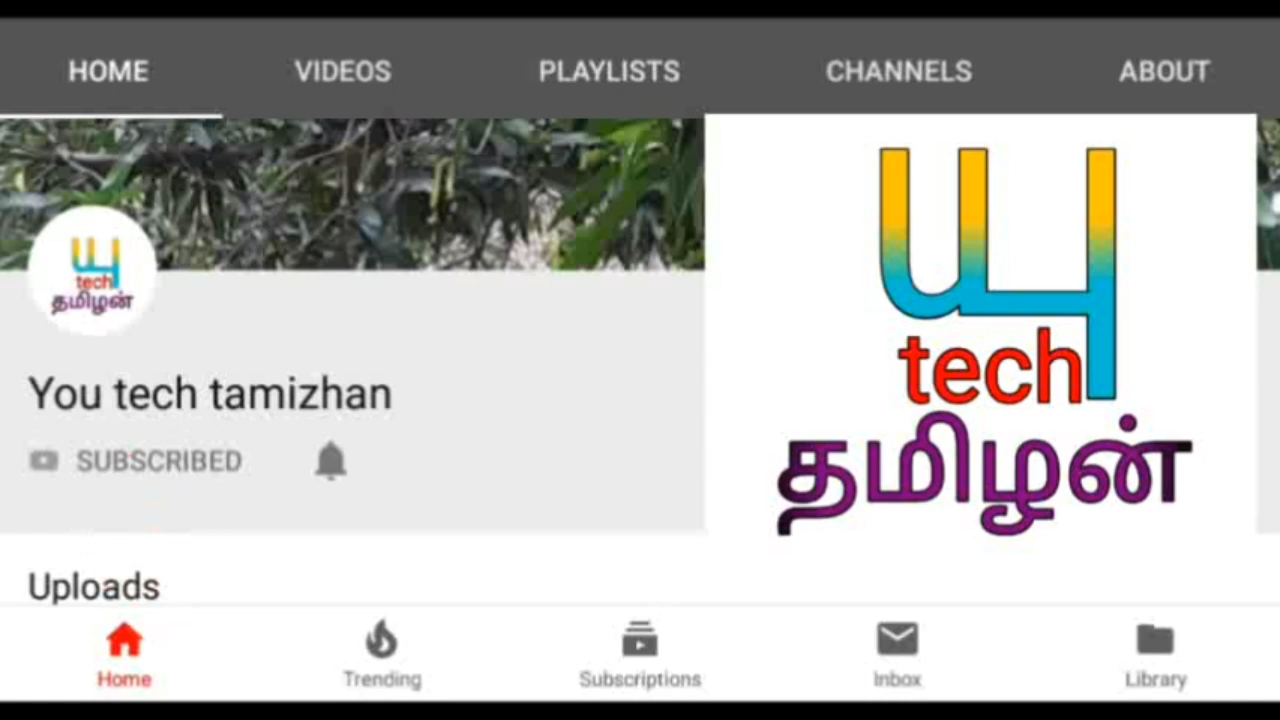 HOME VIDEOS PLAYLISTS CHANNELS ABOUT
tech
தமிழன்
You tech tamizhan
SUBSCRIBED
யு
tech
தமிழன்
Uploads
Home Trending Subscriptions Inbox Library